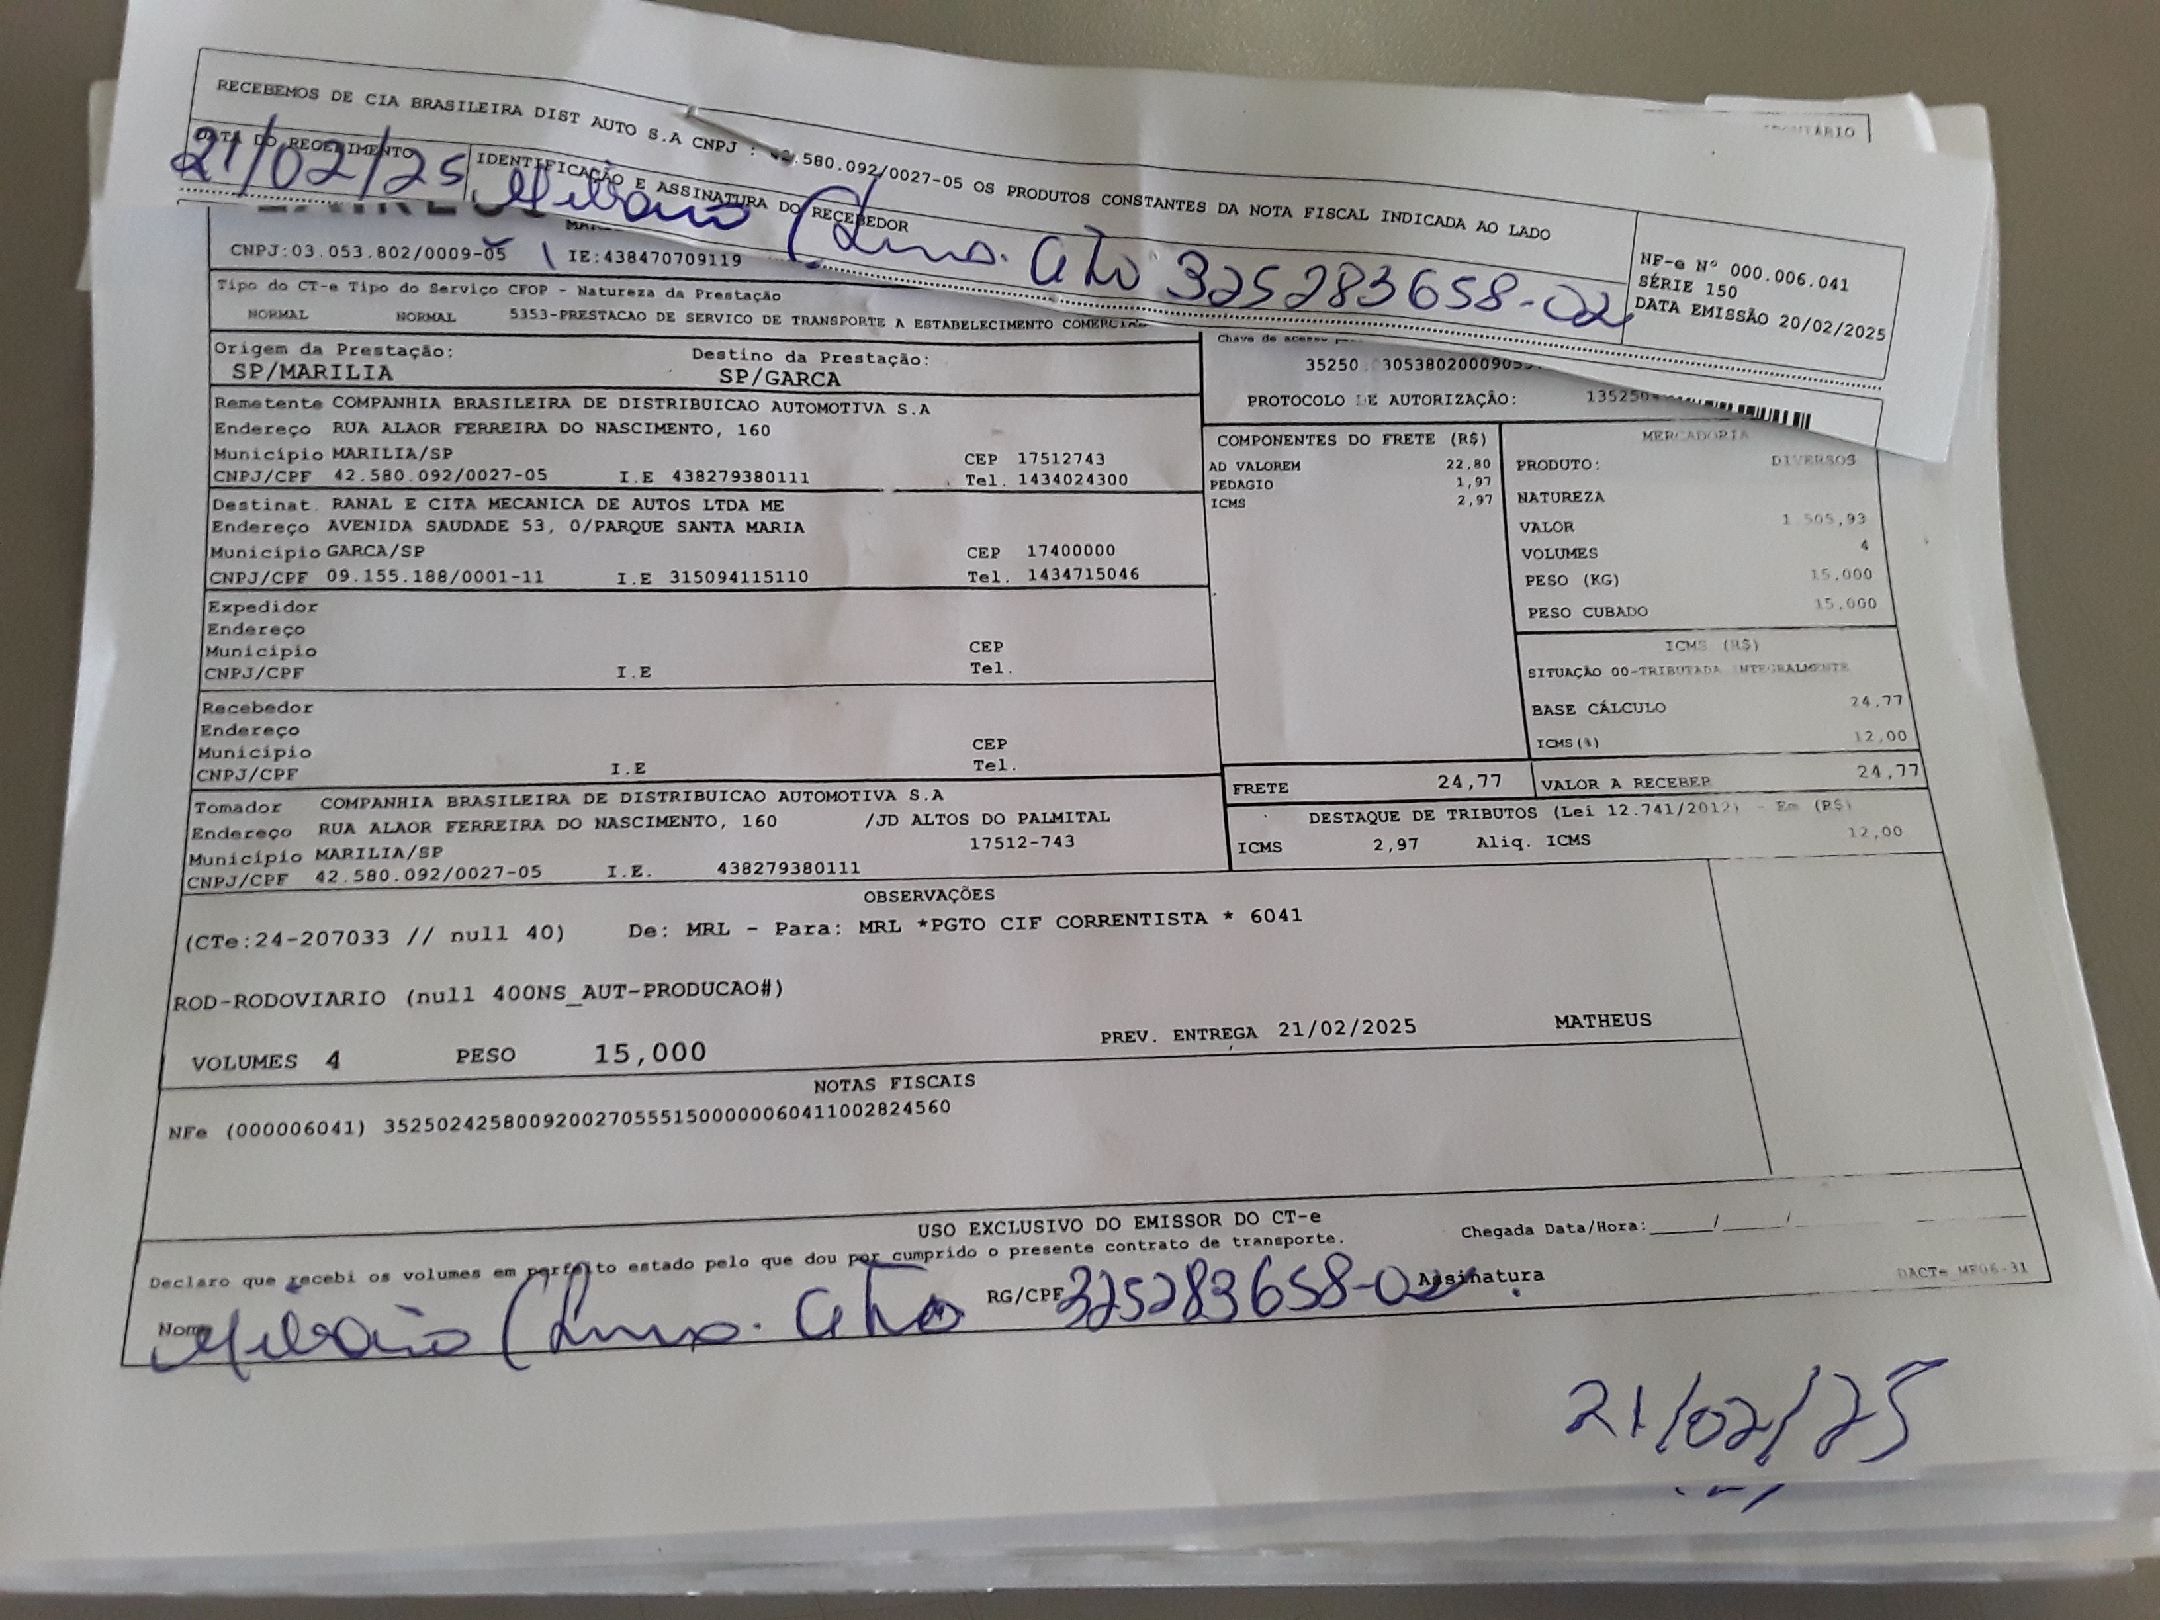 RECEBEMOS DE CIA BRASILEIRA DIST AUTO S.A CNPJ : .580.092/0027-05 OS PRODUTOS CONSTANTES DA NOTA FISCAL INDICADA AO LADO
DATA DO RECEBIMENTO
21/02/25
IDENTIFICAÇÃO E ASSINATURA DO RECEBEDOR
325283658-02
NF-e Nº 000.006.041
SÉRIE 150
DATA EMISSÃO 20/02/2025
CNPJ:03.053.802/0009-05 IE:438470709119
Tipo do CT-e Tipo do Serviço CFOP - Natureza da Prestação
NORMAL NORMAL 5353-PRESTACAO DE SERVICO DE TRANSPORTE A ESTABELECIMENTO COMERCIAL
Origem da Prestação: Destino da Prestação:
SP/MARILIA SP/GARCA
Remetente COMPANHIA BRASILEIRA DE DISTRIBUICAO AUTOMOTIVA S.A
Endereço RUA ALAOR FERREIRA DO NASCIMENTO, 160
Município MARILIA/SP CEP 17512743
CNPJ/CPF 42.580.092/0027-05 I.E 438279380111 Tel. 1434024300
Destinat. RANAL E CITA MECANICA DE AUTOS LTDA ME
Endereço AVENIDA SAUDADE 53, 0/PARQUE SANTA MARIA
Município GARCA/SP CEP 17400000
CNPJ/CPF 09.155.188/0001-11 I.E 315094115110 Tel. 1434715046
Expedidor
Endereço
Município CEP
CNPJ/CPF I.E Tel.
Recebedor
Endereço
Município CEP
CNPJ/CPF I.E Tel.
Tomador COMPANHIA BRASILEIRA DE DISTRIBUICAO AUTOMOTIVA S.A
Endereço RUA ALAOR FERREIRA DO NASCIMENTO, 160 /JD ALTOS DO PALMITAL
Município MARILIA/SP 17512-743
CNPJ/CPF 42.580.092/0027-05 I.E. 438279380111
Chave de acesso
PROTOCOLO DE AUTORIZAÇÃO:
COMPONENTES DO FRETE (R$)
AD VALOREM 22,80
PEDAGIO 1,97
ICMS 2,97
MERCADORIA
PRODUTO: DIVERSOS
NATUREZA
VALOR 1.505,93
VOLUMES 4
PESO (KG) 15,000
PESO CUBADO 15,000
ICMS (R$)
SITUAÇÃO 00-TRIBUTADA INTEGRALMENTE
BASE CÁLCULO 24,77
ICMS(%) 12,00
FRETE 24,77 VALOR A RECEBER 24,77
DESTAQUE DE TRIBUTOS (Lei 12.741/2012) - Em (R$)
ICMS 2,97 Aliq. ICMS 12,00
OBSERVAÇÕES
(CTe:24-207033 // null 40) De: MRL - Para: MRL *PGTO CIF CORRENTISTA * 6041
ROD-RODOVIARIO (null 400NS_AUT-PRODUCAO#)
PREV. ENTREGA 21/02/2025 MATHEUS
VOLUMES 4 PESO 15,000
NOTAS FISCAIS
NFe (000006041) 35250242580092002705551500000060411002824560
USO EXCLUSIVO DO EMISSOR DO CT-e
Declaro que recebi os volumes em perfeito estado pelo que dou por cumprido o presente contrato de transporte.
Chegada Data/Hora:______/______/
Nome RG/CPF 325283658-02 Assinatura
DACTe MF06-31
21/02/25